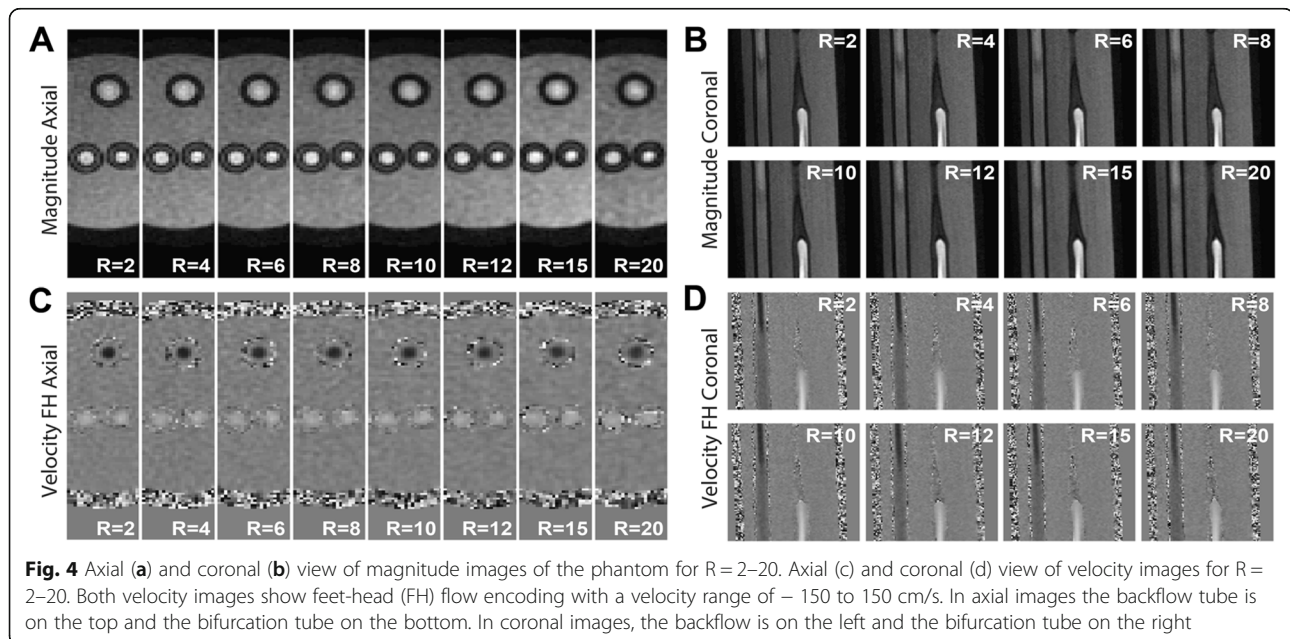 A
Magnitude Axial
R=2 R=4 R=6 R=8 R=10 R=12 R=15 R=20
B
Magnitude Coronal
R=2 R=4 R=6 R=8
R=10 R=12 R=15 R=20
C
Velocity FH Axial
R=2 R=4 R=6 R=8 R=10 R=12 R=15 R=20
D
Velocity FH Coronal
R=2 R=4 R=6 R=8
R=10 R=12 R=15 R=20
Fig. 4 Axial (a) and coronal (b) view of magnitude images of the phantom for R = 2–20. Axial (c) and coronal (d) view of velocity images for R =
2–20. Both velocity images show feet-head (FH) flow encoding with a velocity range of − 150 to 150 cm/s. In axial images the backflow tube is
on the top and the bifurcation tube on the bottom. In coronal images, the backflow is on the left and the bifurcation tube on the right